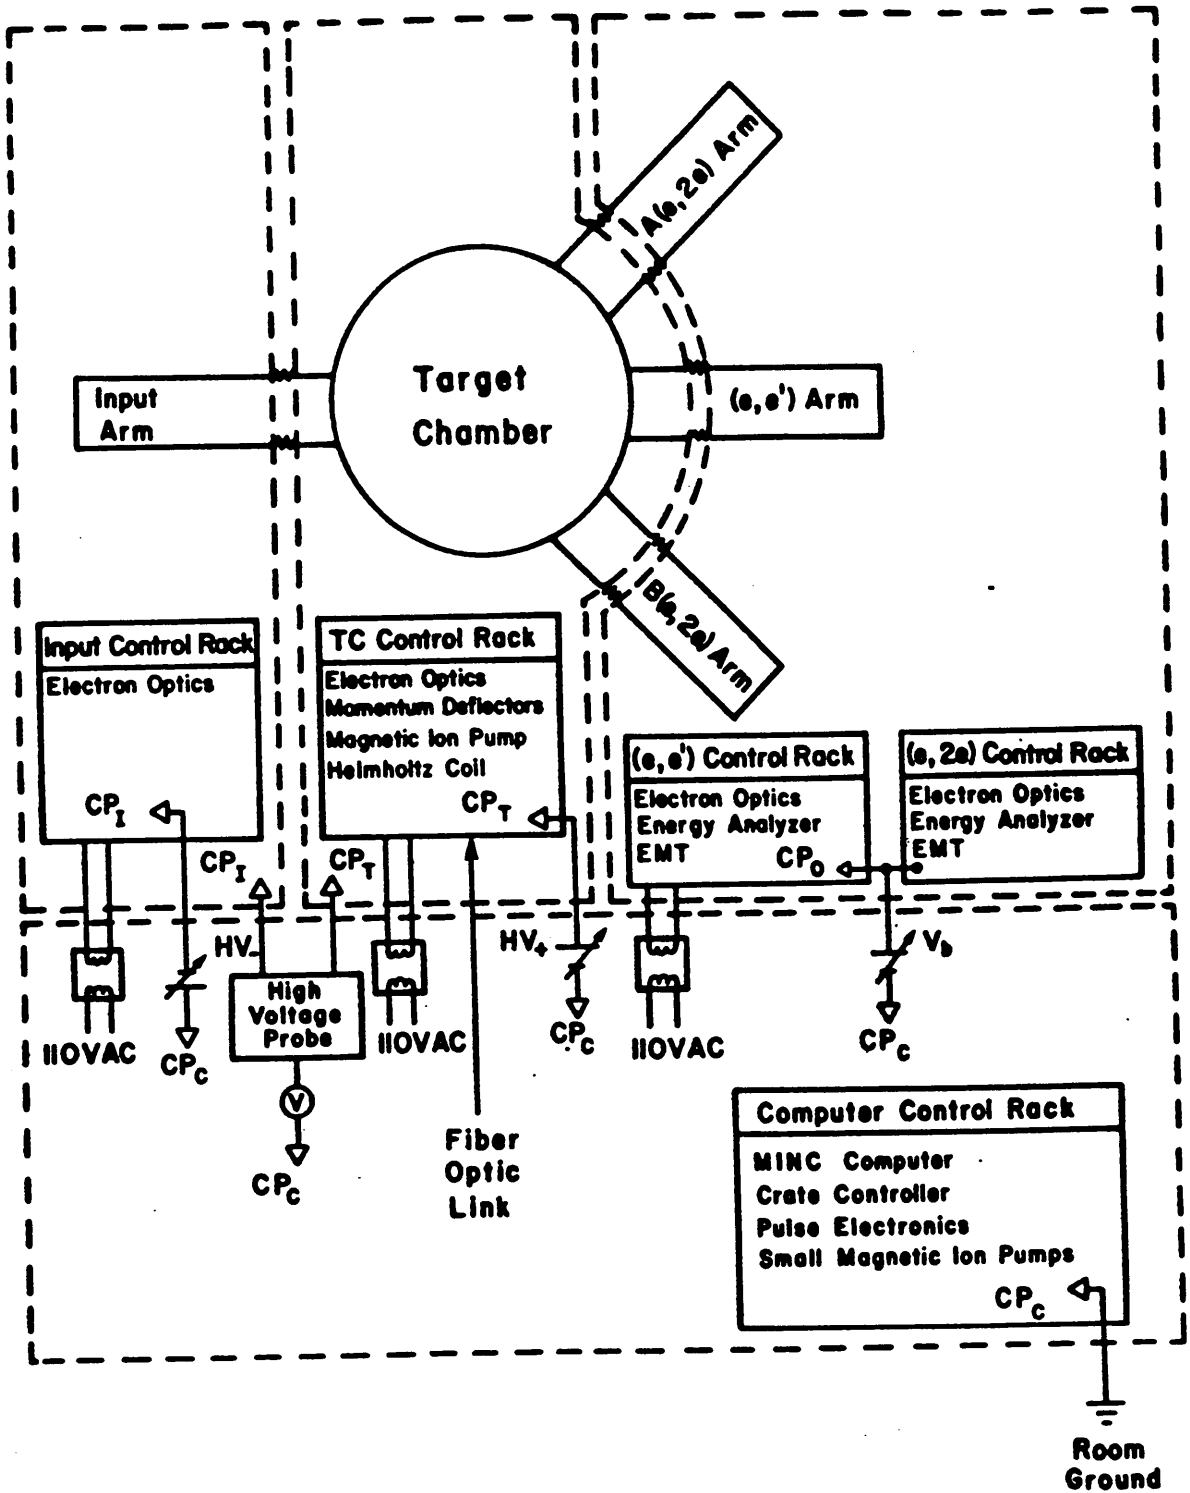 A(e, 2e) Arm
Input
Arm
Target
Chamber
(e, e') Arm
B(e, 2e) Arm
Input Control Rack
Electron Optics
CP_I
TC Control Rack
Electron Optics
Momentum Deflectors
Magnetic Ion Pump
Helmholtz Coil
CP_T
(e, e') Control Rack
Electron Optics
Energy Analyzer
EMT
CP_O
(e, 2e) Control Rack
Electron Optics
Energy Analyzer
EMT
CP_I
CP_T
HV-
HV+
V_b
110VAC
CP_C
High
Voltage
Probe
110VAC
CP_C
110VAC
CP_C
V
CP_C
Fiber
Optic
Link
Computer Control Rack
MINC Computer
Crate Controller
Pulse Electronics
Small Magnetic Ion Pumps
CP_C
Room
Ground